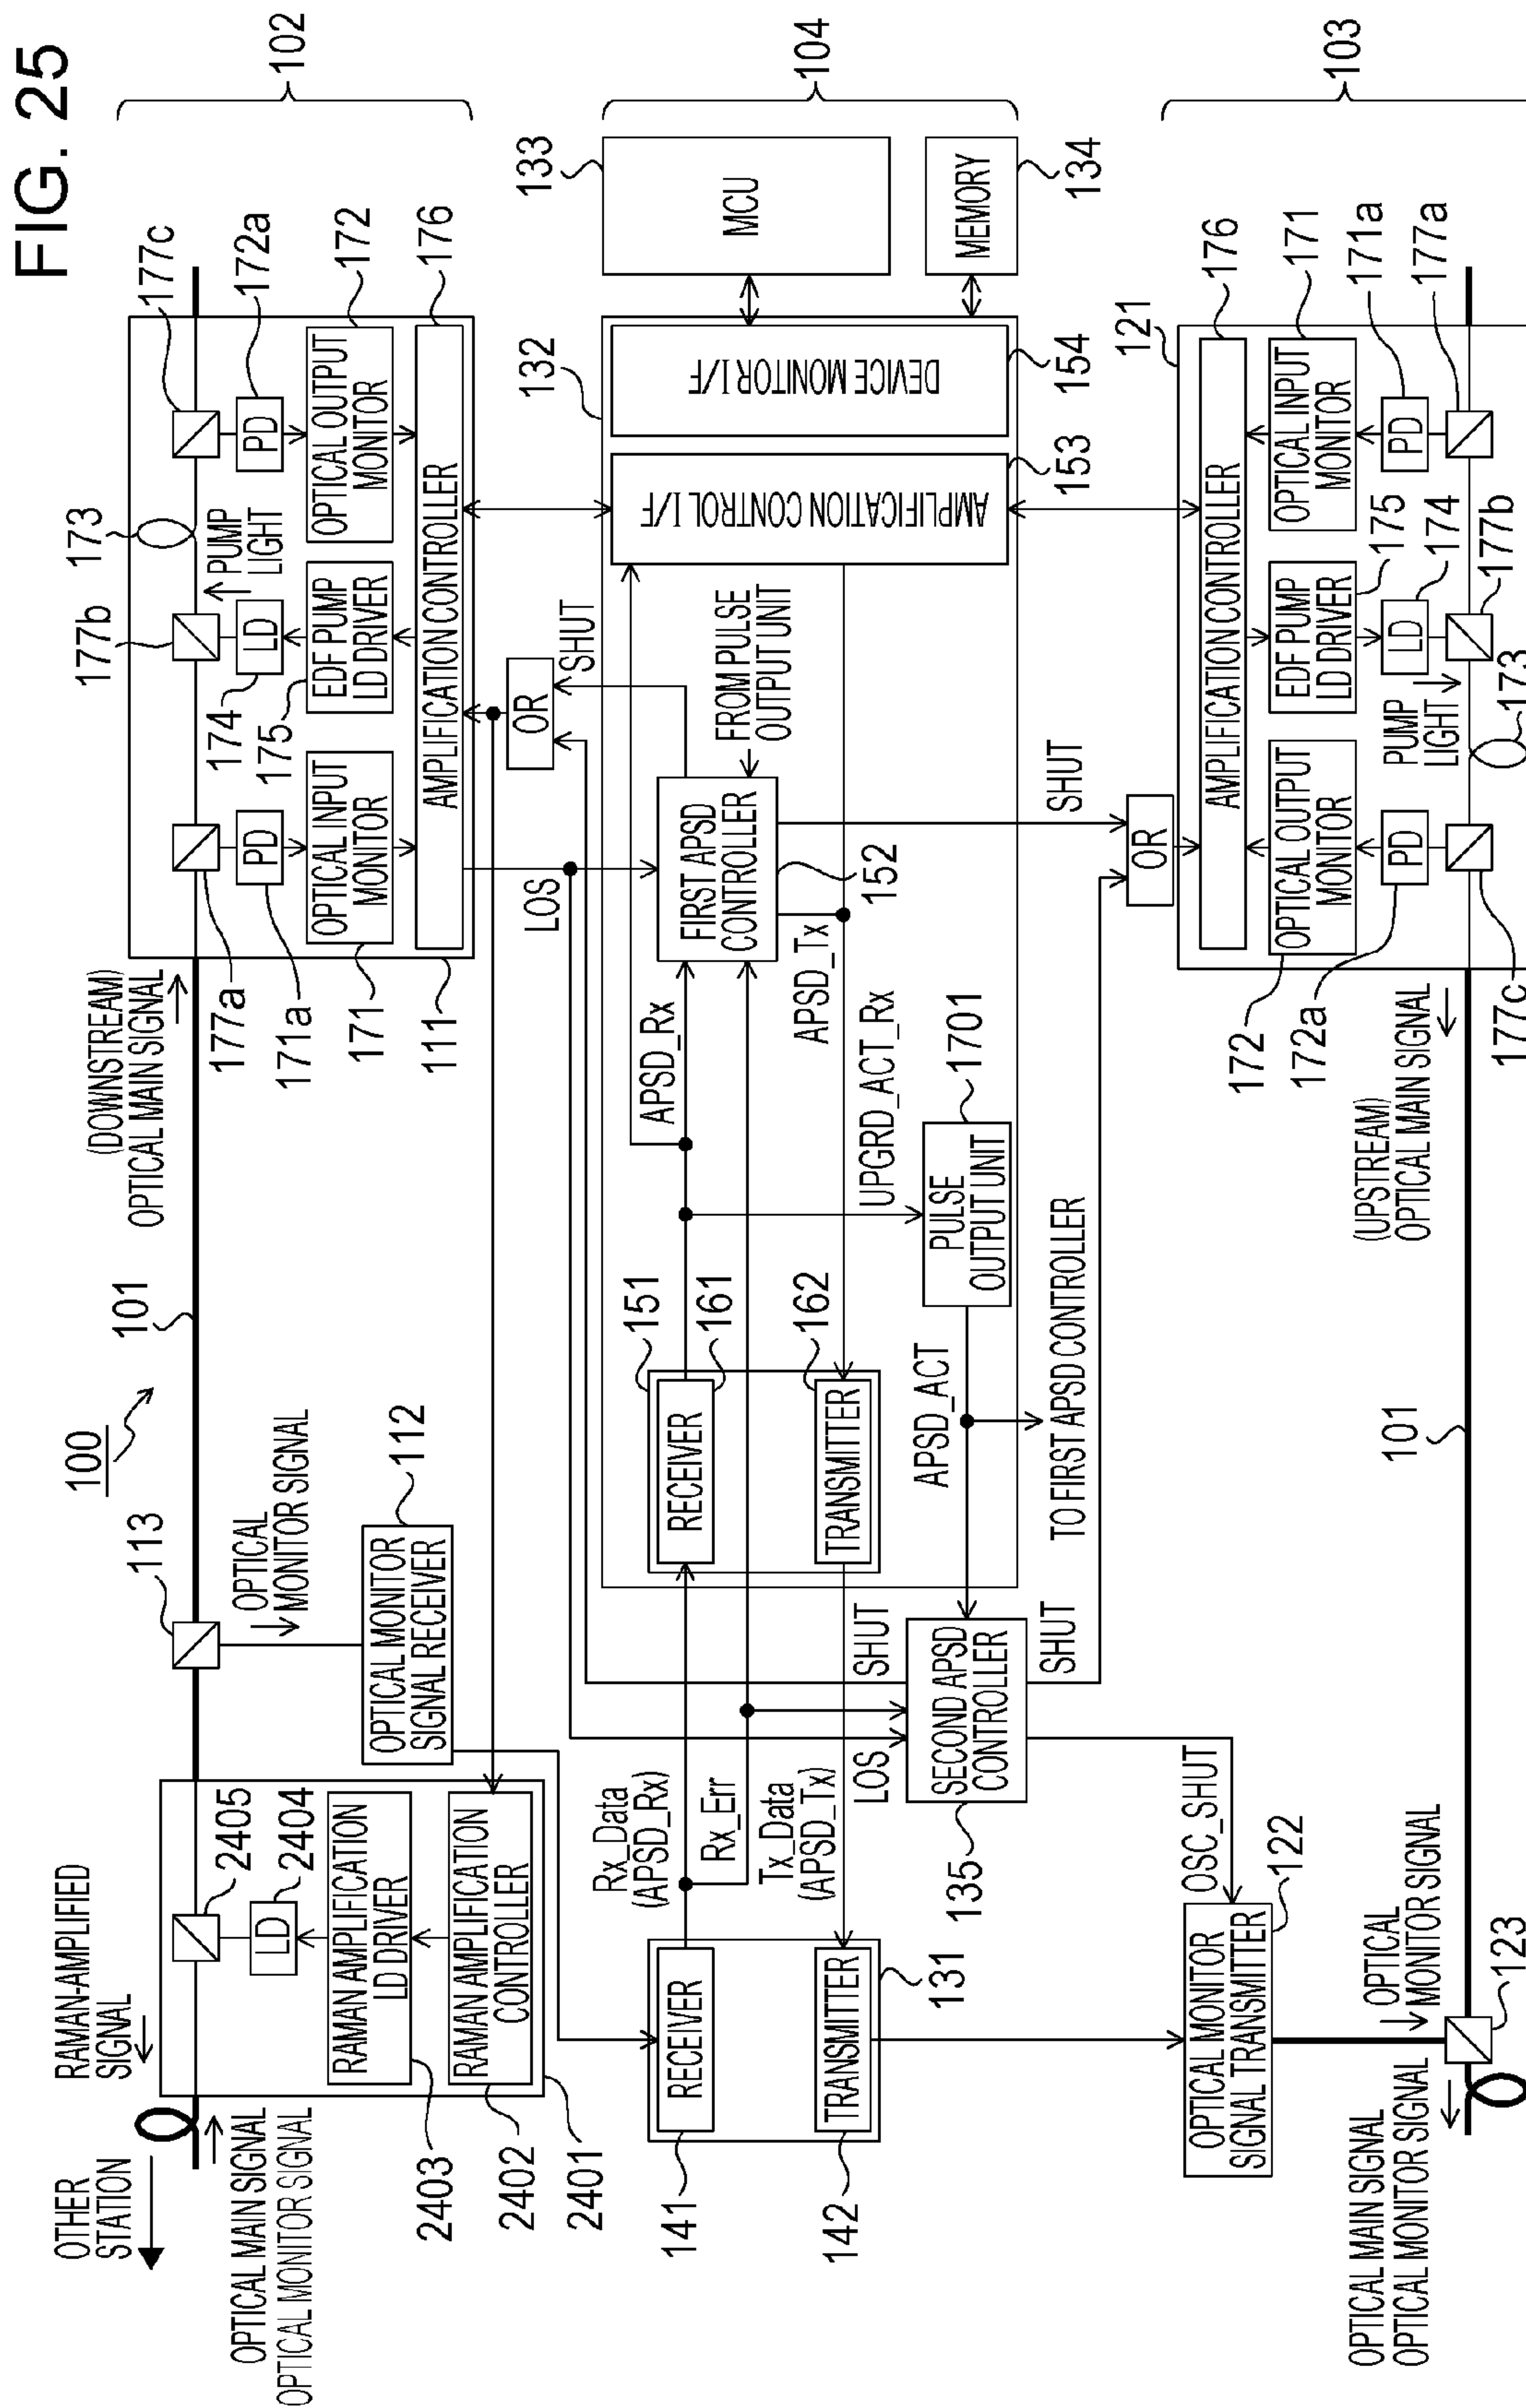 FIG. 25
100
OTHER
STATION
RAMAN-AMPLIFIED
SIGNAL
OPTICAL MAIN SIGNAL
OPTICAL MONITOR SIGNAL
2405
LD
2404
RAMAN AMPLIFICATION
LD DRIVER
RAMAN AMPLIFICATION
CONTROLLER
2403
2402
2401
113
OPTICAL
MONITOR SIGNAL
OPTICAL MONITOR
SIGNAL RECEIVER
112
101
(DOWNSTREAM)
OPTICAL MAIN SIGNAL
177a
171a
171
111
PD
OPTICAL INPUT
MONITOR
177b
174
175
LD
EDF PUMP
LD DRIVER
PUMP
LIGHT
173
177c
172a
172
176
PD
OPTICAL OUTPUT
MONITOR
AMPLIFICATION CONTROLLER
102
LOS
OR
SHUT
141
142
RECEIVER
TRANSMITTER
131
Rx_Data
(APSD_Rx)
Rx_Err
Tx_Data
(APSD_Tx)
LOS
SHUT
SECOND APSD
CONTROLLER
135
SHUT
OSC_SHUT
RECEIVER
TRANSMITTER
151
161
162
APSD_ACT
TO FIRST APSD CONTROLLER
PULSE
OUTPUT UNIT
1701
UPGRD_ACT_Rx
APSD_Rx
APSD_Tx
FIRST APSD
CONTROLLER
152
FROM PULSE
OUTPUT UNIT
SHUT
132
AMPLIFICATION CONTROL I/F
153
DEVICE MONITOR I/F
154
133
MCU
MEMORY
134
104
OPTICAL MONITOR
SIGNAL TRANSMITTER
122
OPTICAL
MONITOR SIGNAL
123
OPTICAL MAIN SIGNAL
OPTICAL MONITOR SIGNAL
101
(UPSTREAM)
OPTICAL MAIN SIGNAL
OR
121
AMPLIFICATION CONTROLLER
176
OPTICAL OUTPUT
MONITOR
PD
172
172a
177c
EDF PUMP
LD DRIVER
LD
PUMP
LIGHT
173
175
174
177b
OPTICAL INPUT
MONITOR
PD
171
171a
177a
103